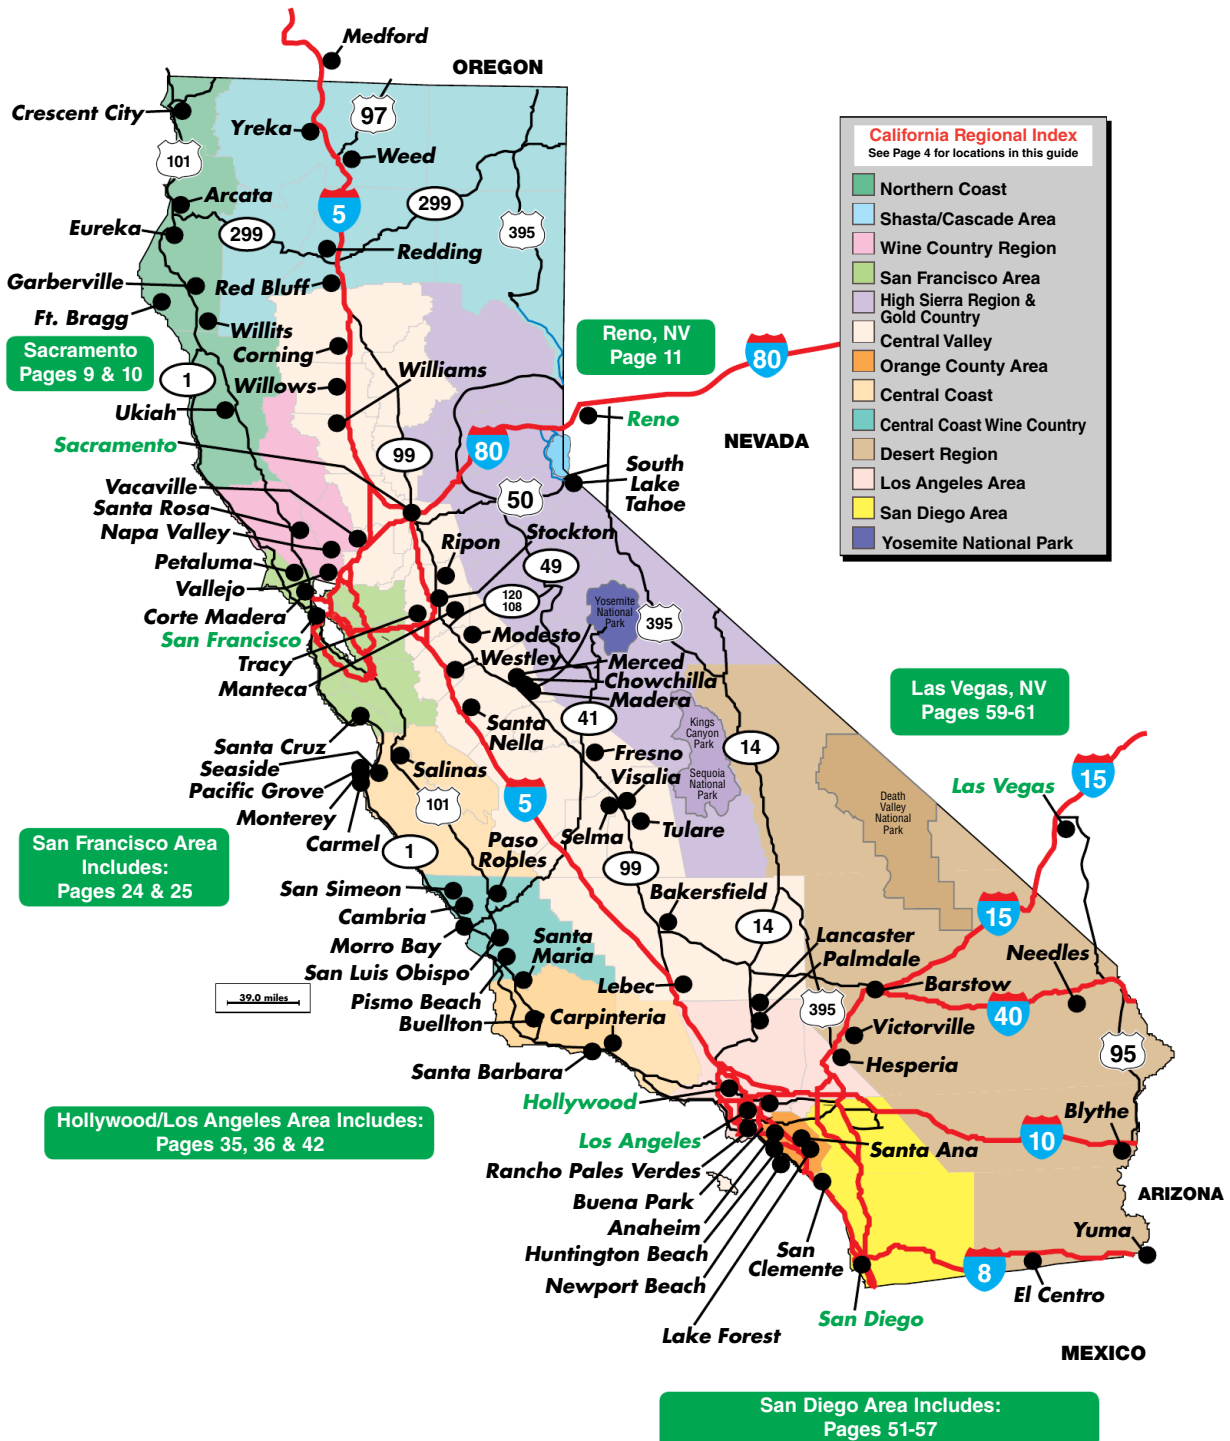 Medford
OREGON
Crescent City
97
Yreka
101
Weed
Arcata
299
5
Eureka
299
395
Redding
Garberville
Red Bluff
Ft. Bragg
Willits
Corning
Sacramento
Pages 9 & 10
1
Willows
Williams
Ukiah
Sacramento
99
80
Reno, NV
Page 11
80
Reno
NEVADA
South
Lake
Tahoe
50
California Regional Index
See Page 4 for locations in this guide
Northern Coast
Shasta/Cascade Area
Wine Country Region
San Francisco Area
High Sierra Region &
Gold Country
Central Valley
Orange County Area
Central Coast
Central Coast Wine Country
Desert Region
Los Angeles Area
San Diego Area
Yosemite National Park
Vacaville
Santa Rosa
Napa Valley
Stockton
Ripon
49
Petaluma
Vallejo
120
108
Yosemite
National
Park
395
Corte Madera
San Francisco
Modesto
Tracy
Westley
Merced
Manteca
Chowchilla
Madera
Las Vegas, NV
Pages 59-61
Santa
Nella
41
Kings
Canyon
Park
14
Santa Cruz
Seaside
Salinas
Fresno
Pacific Grove
Visalia
Sequoia
National
Park
15
Las Vegas
Death
Valley
National
Park
Monterey
101
5
Carmel
Selma
Tulare
San Francisco Area
Includes:
Pages 24 & 25
1
Paso
Robles
99
San Simeon
Bakersfield
Cambria
14
15
Morro Bay
Santa
Maria
Lancaster
Palmdale
Needles
San Luis Obispo
Lebec
Barstow
39.0 miles
Pismo Beach
395
40
Buellton
Carpinteria
Victorville
Hesperia
95
Santa Barbara
Hollywood
Hollywood/Los Angeles Area Includes:
Pages 35, 36 & 42
Blythe
Los Angeles
10
Santa Ana
Rancho Pales Verdes
Buena Park
ARIZONA
Anaheim
Yuma
Huntington Beach
San
Clemente
Newport Beach
8
El Centro
Lake Forest
San Diego
MEXICO
San Diego Area Includes:
Pages 51-57